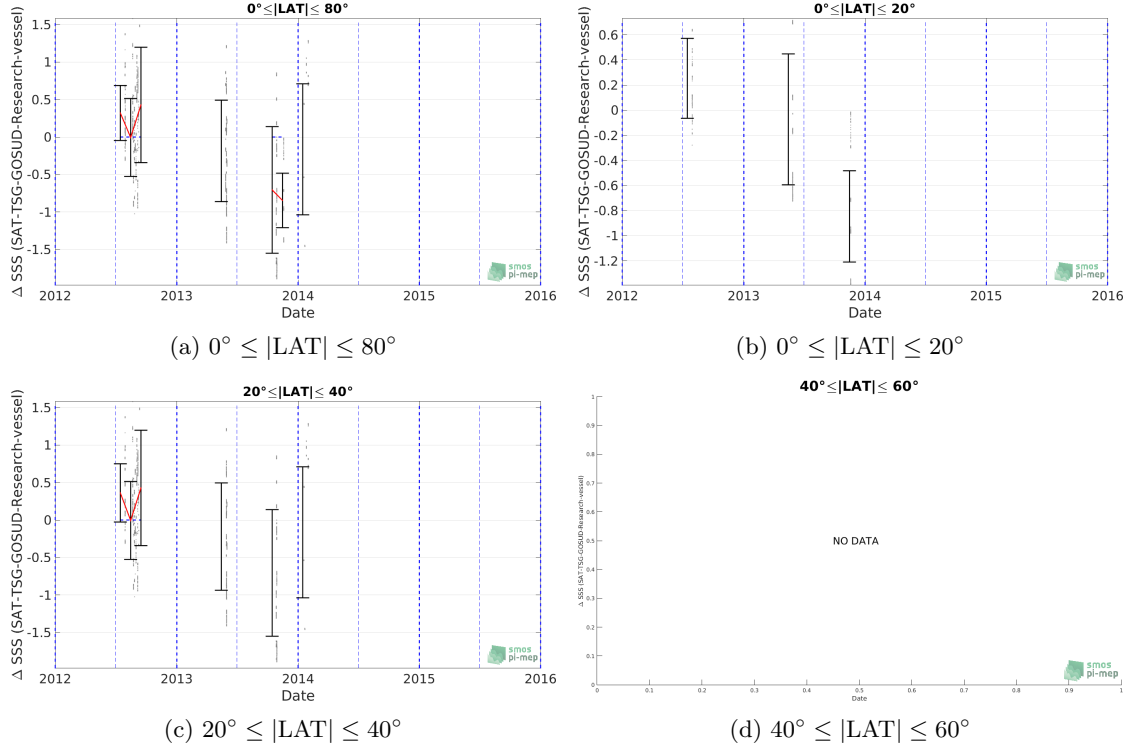 0°≤|LAT|≤ 80°
Δ SSS (SAT-TSG-GOSUD-Research-vessel)
1.5
1
0.5
0
-0.5
-1
-1.5
2012 2013 2014 2015 2016
Date
smos
pi-mep
(a) 0° ≤ |LAT| ≤ 80°
0°≤|LAT|≤ 20°
Δ SSS (SAT-TSG-GOSUD-Research-vessel)
0.6
0.4
0.2
0
-0.2
-0.4
-0.6
-0.8
-1
-1.2
2012 2013 2014 2015 2016
Date
smos
pi-mep
(b) 0° ≤ |LAT| ≤ 20°
20°≤|LAT|≤ 40°
Δ SSS (SAT-TSG-GOSUD-Research-vessel)
1.5
1
0.5
0
-0.5
-1
-1.5
2012 2013 2014 2015 2016
Date
smos
pi-mep
(c) 20° ≤ |LAT| ≤ 40°
40°≤|LAT|≤ 60°
Δ SSS (SAT-TSG-GOSUD-Research-vessel)
1
0.9
0.8
0.7
0.6
0.5
0.4
0.3
0.2
0.1
0
NO DATA
0 0.1 0.2 0.3 0.4 0.5 0.6 0.7 0.8 0.9 1
Date
smos
pi-mep
(d) 40° ≤ |LAT| ≤ 60°